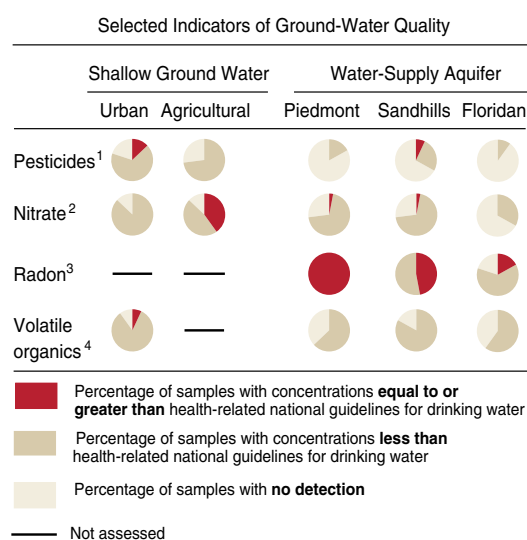 Selected Indicators of Ground-Water Quality
Shallow Ground Water Water-Supply Aquifer
Urban Agricultural Piedmont Sandhills Floridan
Pesticides1
Nitrate2
Radon3
Volatile
organics4
Percentage of samples with concentrations equal to or
greater than health-related national guidelines for drinking water
Percentage of samples with concentrations less than
health-related national guidelines for drinking water
Percentage of samples with no detection
Not assessed